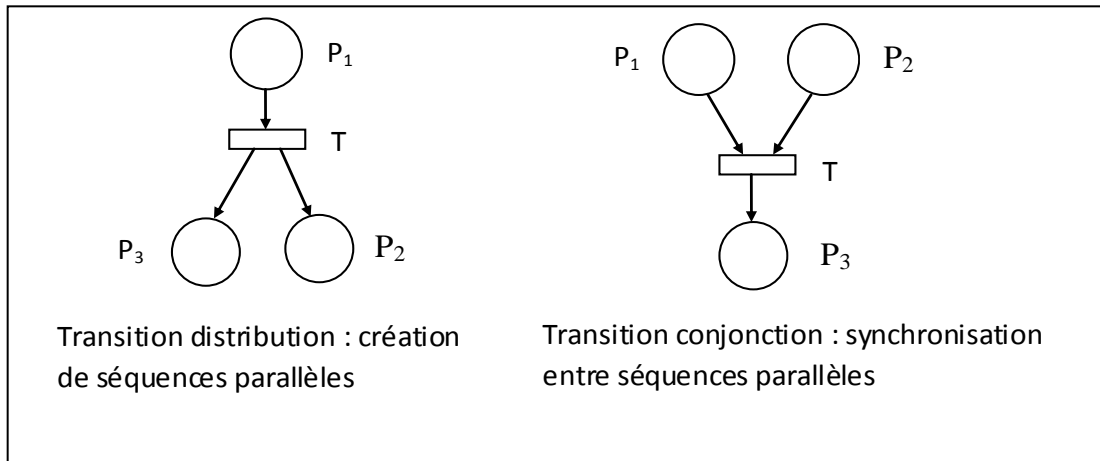 P₁
T
P₃
P₂
Transition distribution : création
de séquences parallèles
P₁
P₂
T
P₃
Transition conjonction : synchronisation
entre séquences parallèles